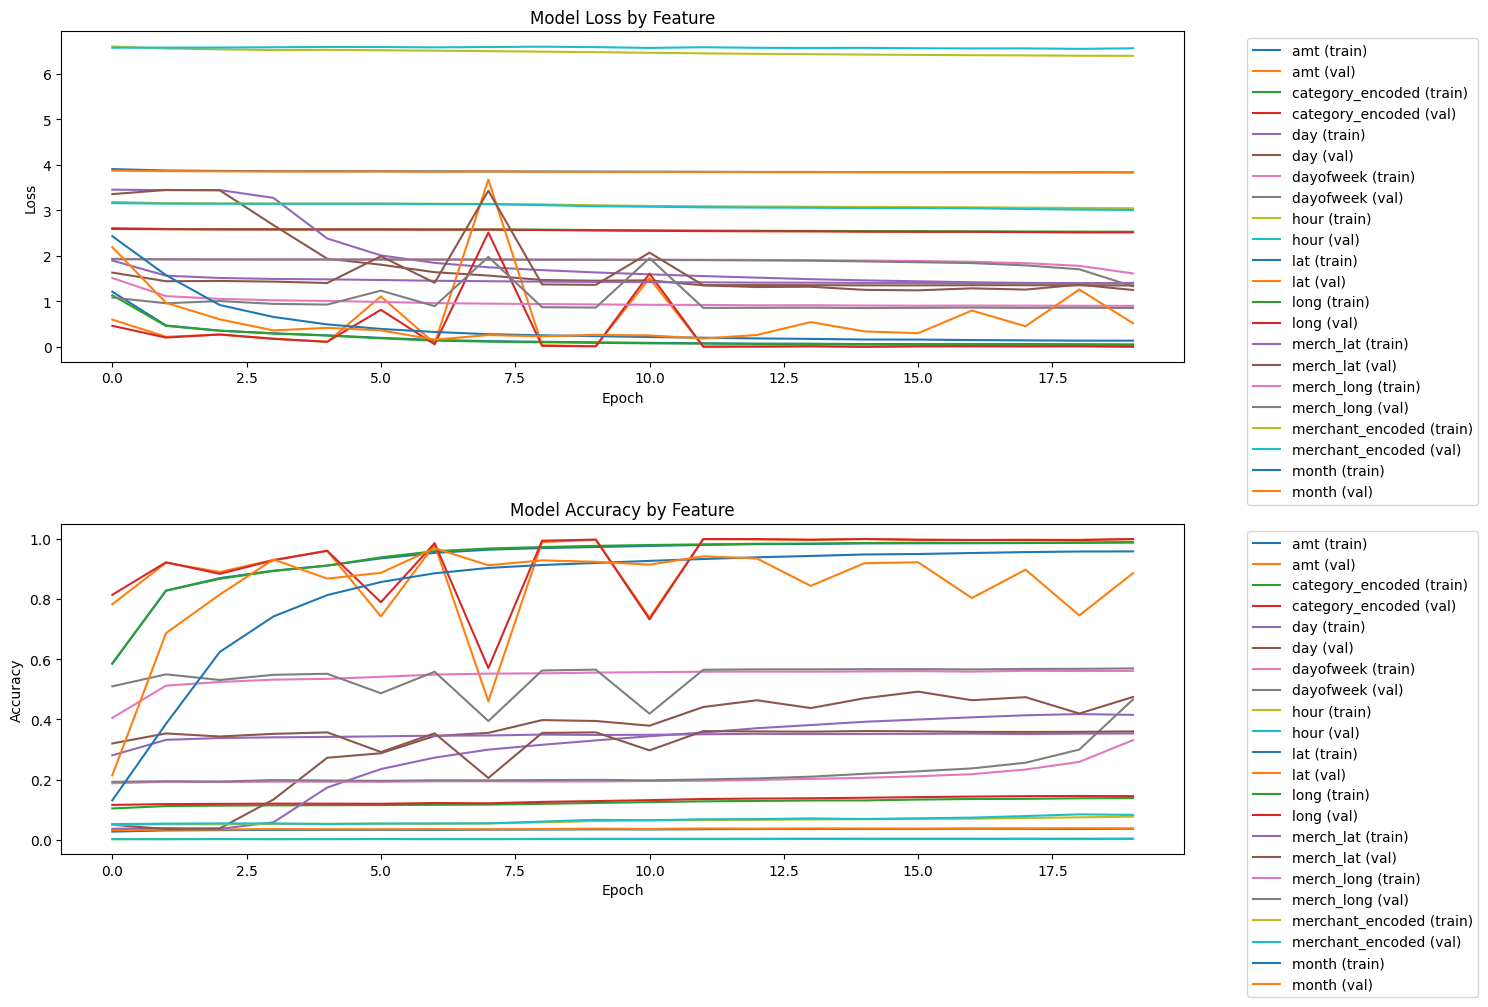 Model Loss by Feature
Loss
6
5
4
3
2
1
0
0.0 2.5 5.0 7.5 10.0 12.5 15.0 17.5
Epoch
amt (train)
amt (val)
category_encoded (train)
category_encoded (val)
day (train)
day (val)
dayofweek (train)
dayofweek (val)
hour (train)
hour (val)
lat (train)
lat (val)
long (train)
long (val)
merch_lat (train)
merch_lat (val)
merch_long (train)
merch_long (val)
merchant_encoded (train)
merchant_encoded (val)
month (train)
month (val)
Model Accuracy by Feature
Accuracy
1.0
0.8
0.6
0.4
0.2
0.0
0.0 2.5 5.0 7.5 10.0 12.5 15.0 17.5
Epoch
amt (train)
amt (val)
category_encoded (train)
category_encoded (val)
day (train)
day (val)
dayofweek (train)
dayofweek (val)
hour (train)
hour (val)
lat (train)
lat (val)
long (train)
long (val)
merch_lat (train)
merch_lat (val)
merch_long (train)
merch_long (val)
merchant_encoded (train)
merchant_encoded (val)
month (train)
month (val)